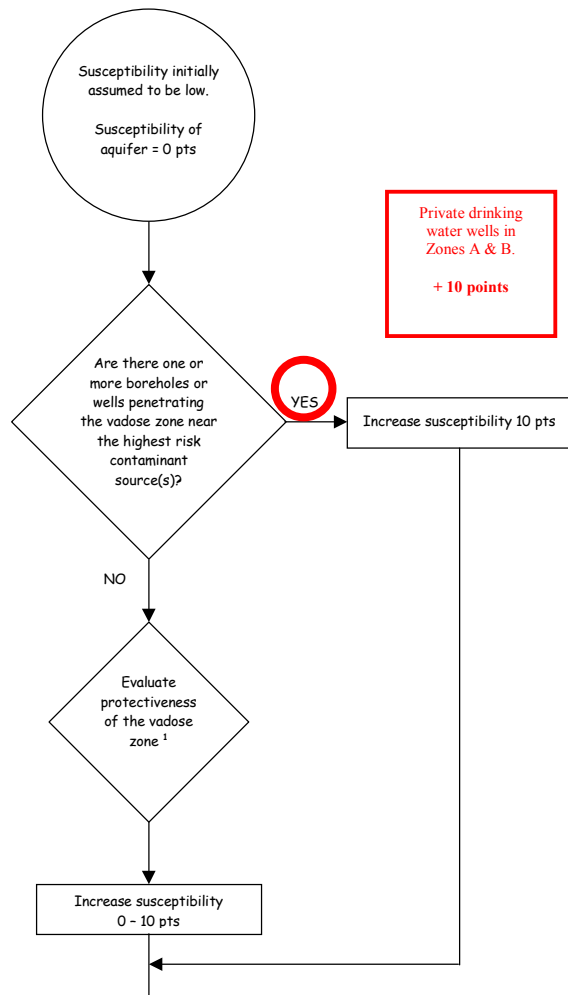 Susceptibility initially
assumed to be low.
Susceptibility of
aquifer = 0 pts
Private drinking
water wells in
Zones A & B.
+ 10 points
Are there one or
more boreholes or
wells penetrating
the vadose zone near
the highest risk
contaminant
source(s)?
YES
Increase susceptibility 10 pts
NO
Evaluate
protectiveness
of the vadose
zone ¹
Increase susceptibility
0 – 10 pts